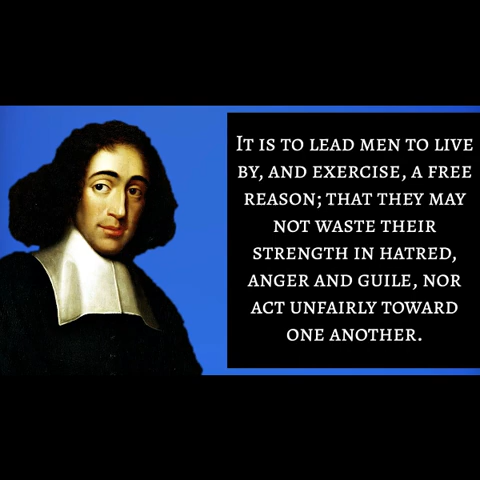 It is to lead men to live
by, and exercise, a free
reason; that they may
not waste their
strength in hatred,
anger and guile, nor
act unfairly toward
one another.